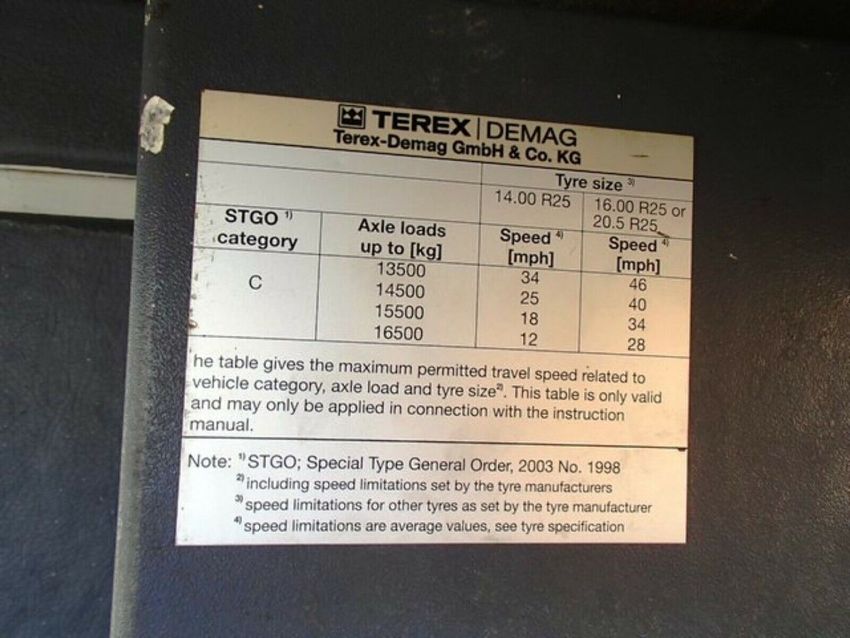 TEREX | DEMAG
Terex-Demag GmbH & Co. KG
Tyre size 3)
14.00 R25 16.00 R25 or
20.5 R25
STGO 1) Axle loads Speed 4) Speed 4)
category up to [kg] [mph] [mph]
C 13500 34 46
14500 25 40
15500 18 34
16500 12 28
he table gives the maximum permitted travel speed related to
vehicle category, axle load and tyre size2). This table is only valid
and may only be applied in connection with the instruction
manual.
Note: 1)STGO; Special Type General Order, 2003 No. 1998
2)including speed limitations set by the tyre manufacturers
3)speed limitations for other tyres as set by the tyre manufacturer
4)speed limitations are average values, see tyre specification